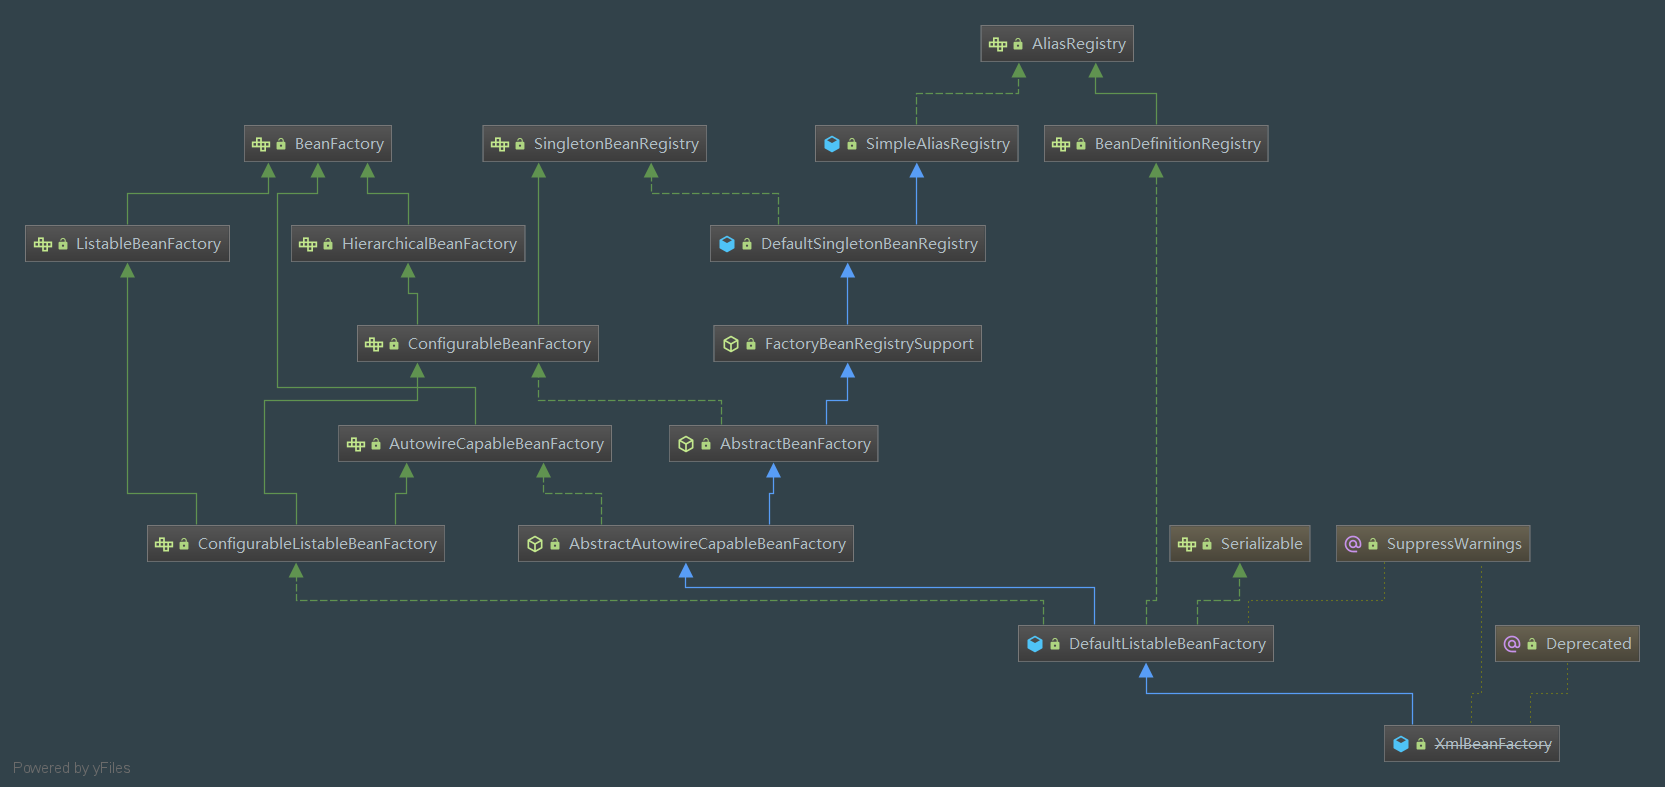 AliasRegistry
BeanFactory
SingletonBeanRegistry
SimpleAliasRegistry
BeanDefinitionRegistry
ListableBeanFactory
HierarchicalBeanFactory
DefaultSingletonBeanRegistry
ConfigurableBeanFactory
FactoryBeanRegistrySupport
AutowireCapableBeanFactory
AbstractBeanFactory
ConfigurableListableBeanFactory
AbstractAutowireCapableBeanFactory
Serializable
SuppressWarnings
DefaultListableBeanFactory
Deprecated
XmlBeanFactory
Powered by yFiles